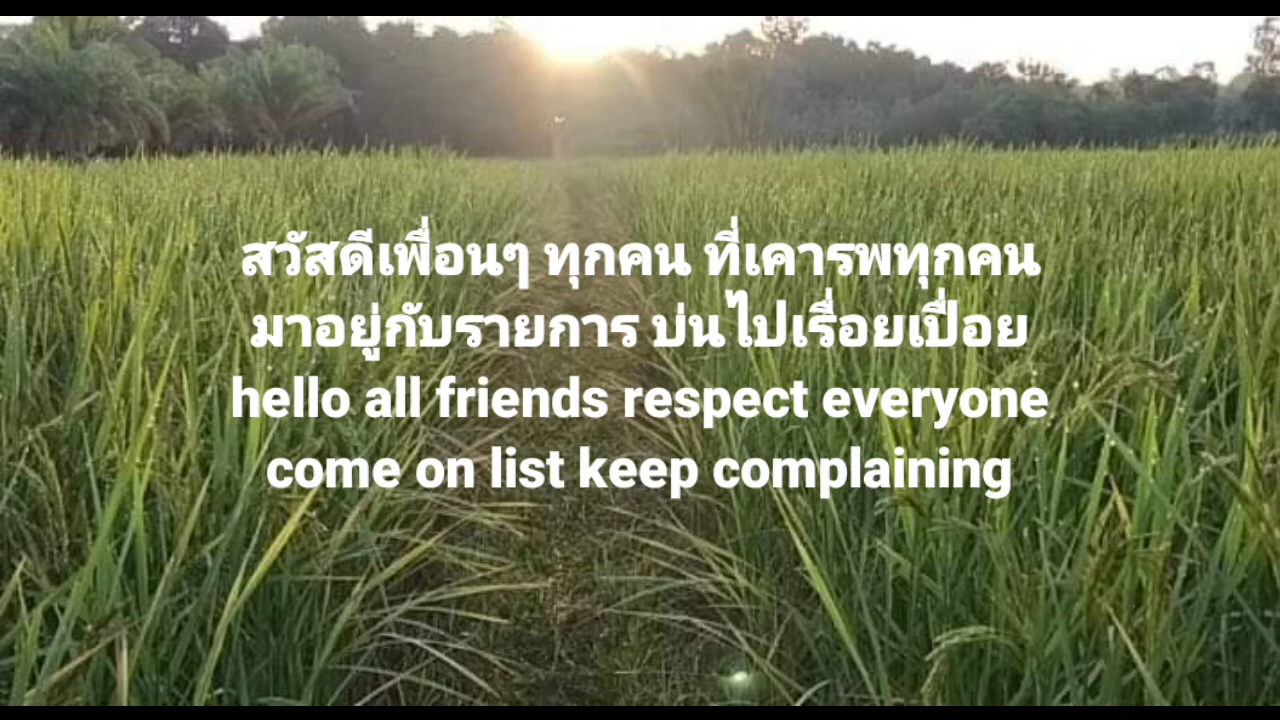 สวัสดีเพื่อนๆ ทุกคน ที่เคารพทุกคน
มาอยู่กับรายการ บ่นไปเรื่อยเปื่อย
hello all friends respect everyone
come on list keep complaining